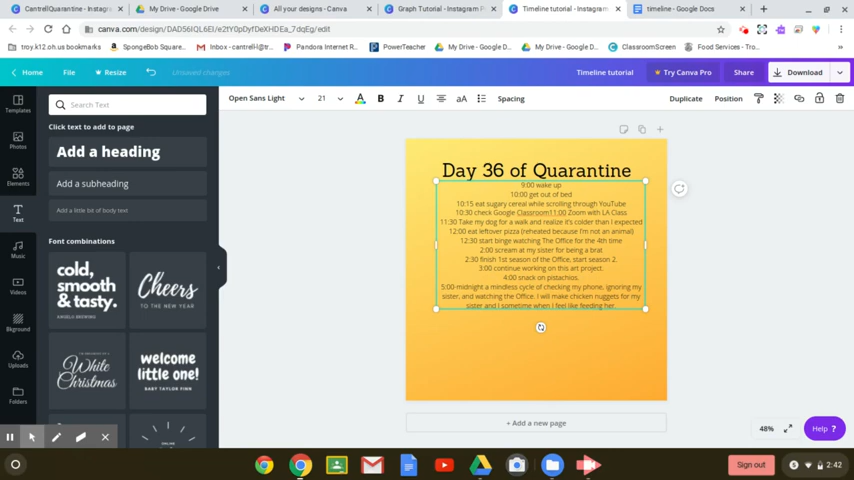 CantrellQuarantine - Instagr
My Drive - Google Drive
All your designs - Canva
Graph Tutorial - Instagram P
Timeline tutorial - Instagram
timeline - Google Docs
canva.com/design/DAD56IQL6EI/e2tY0pDyfDeXHDEa_7dqEg/edit
troy.k12.oh.us bookmarks
SpongeBob Square...
Inbox - cantrell-l@tr...
Pandora Internet R...
PowerTeacher
My Drive - Google...
My Drive - Google...
ClassroomScreen
Food Services - Tro...
Home
File
Resize
Unsaved changes
Timeline tutorial
Try Canva Pro
Share
Download
Templates
Photos
Elements
Text
Music
Videos
Bkground
Uploads
Folders
Search Text
Click text to add to page
Add a heading
Add a subheading
Add a little bit of body text
Font combinations
cold,
smooth
& tasty.
Cheers
TO THE NEW YEAR
White
Christmas
welcome
little one!
Open Sans Light
21
A
B
I
U
aA
Spacing
Duplicate
Position
Day 36 of Quarantine
9:00 wake up
10:00 get out of bed
10:15 eat sugary cereal while scrolling through YouTube
10:30 check Google Classroom11:00 Zoom with LA Class
11:30 Take my dog for a walk and realize it's colder than I expected
12:00 eat leftover pizza (reheated because I'm not an animal)
12:30 start binge watching The Office for the 4th time
2:00 scream at my sister for being a brat
2:30 finish 1st season of the Office, start season 2.
3:00 continue working on this art project.
4:00 snack on pistachios.
5:00-midnight a mindless cycle of checking my phone, ignoring my
sister, and watching the Office. I will make chicken nuggets for my
sister and I sometime when I feel like feeding her.
+ Add a new page
48%
Help ?
Sign out
2:42